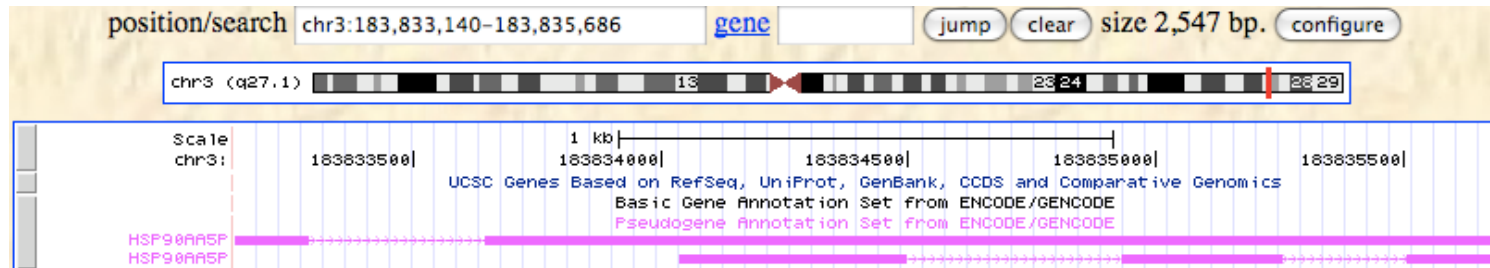 position/search chr3:183,833,140-183,835,686 gene jump clear size 2,547 bp. configure
chr3 (q27.1) 13 23 24 28 29
Scale 1 kb
chr3: 183833500| 183834000| 183834500| 183835000| 183835500|
UCSC Genes Based on RefSeq, UniProt, GenBank, CCDS and Comparative Genomics
Basic Gene Annotation Set from ENCODE/GENCODE
Pseudogene Annotation Set from ENCODE/GENCODE
HSP90AA5P
HSP90AA5P